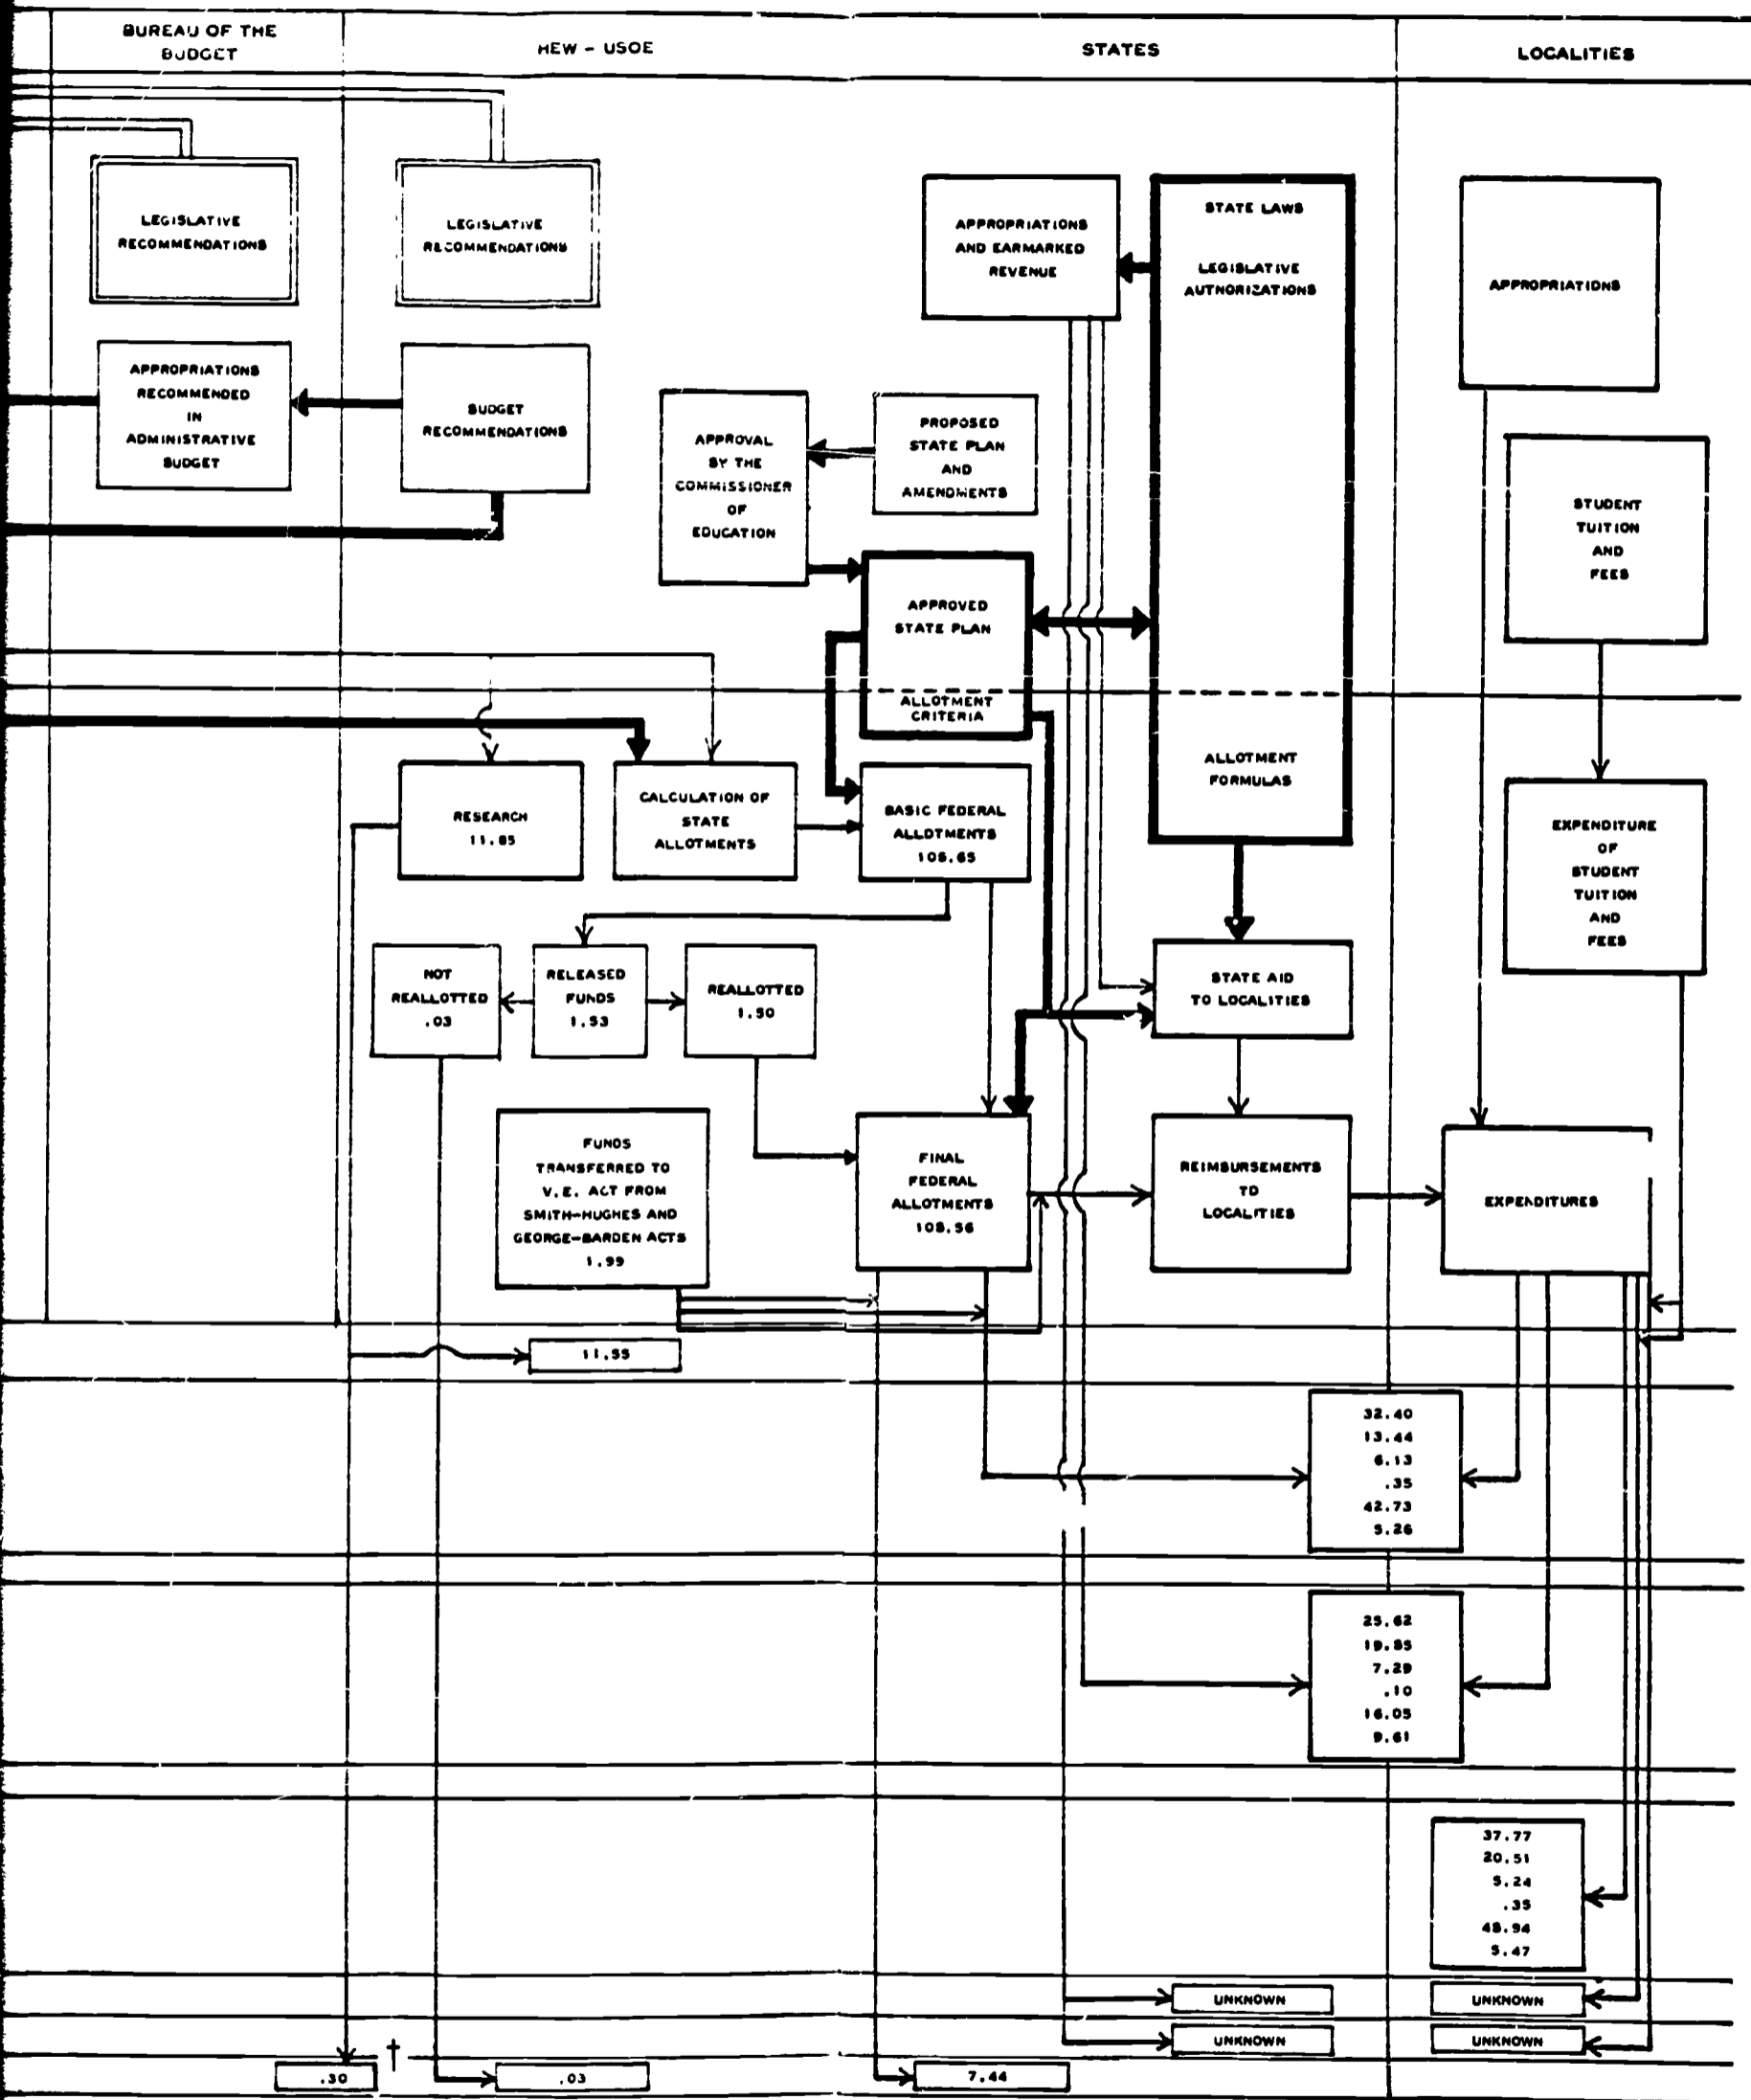 BUREAU OF THE
BUDGET
HEW - USOE
STATES
LOCALITIES
LEGISLATIVE
RECOMMENDATIONS
LEGISLATIVE
RECOMMENDATIONS
APPROPRIATIONS
AND EARMARKED
REVENUE
STATE LAWS
LEGISLATIVE
AUTHORIZATIONS
APPROPRIATIONS
APPROPRIATIONS
RECOMMENDED
IN
ADMINISTRATIVE
BUDGET
BUDGET
RECOMMENDATIONS
APPROVAL
BY THE
COMMISSIONER
OF
EDUCATION
PROPOSED
STATE PLAN
AND
AMENDMENTS
STUDENT
TUITION
AND
FEES
APPROVED
STATE PLAN
ALLOTMENT
CRITERIA
ALLOTMENT
FORMULAS
RESEARCH
11.85
CALCULATION OF
STATE
ALLOTMENTS
BASIC FEDERAL
ALLOTMENTS
108.65
EXPENDITURE
OF
STUDENT
TUITION
AND
FEES
NOT
REALLOTTED
.03
RELEASED
FUNDS
1.53
REALLOTTED
1.50
STATE AID
TO LOCALITIES
FUNDS
TRANSFERRED TO
V.E. ACT FROM
SMITH-HUGHES AND
GEORGE-BARDEN ACTS
1.99
FINAL
FEDERAL
ALLOTMENTS
108.56
REIMBURSEMENTS
TO
LOCALITIES
EXPENDITURES
11.55
32.40
13.44
6.13
.35
42.73
5.26
25.62
19.85
7.29
.10
16.05
9.61
37.77
20.51
5.24
.35
48.94
5.47
UNKNOWN
UNKNOWN
UNKNOWN
UNKNOWN
†
.30
.03
7.44